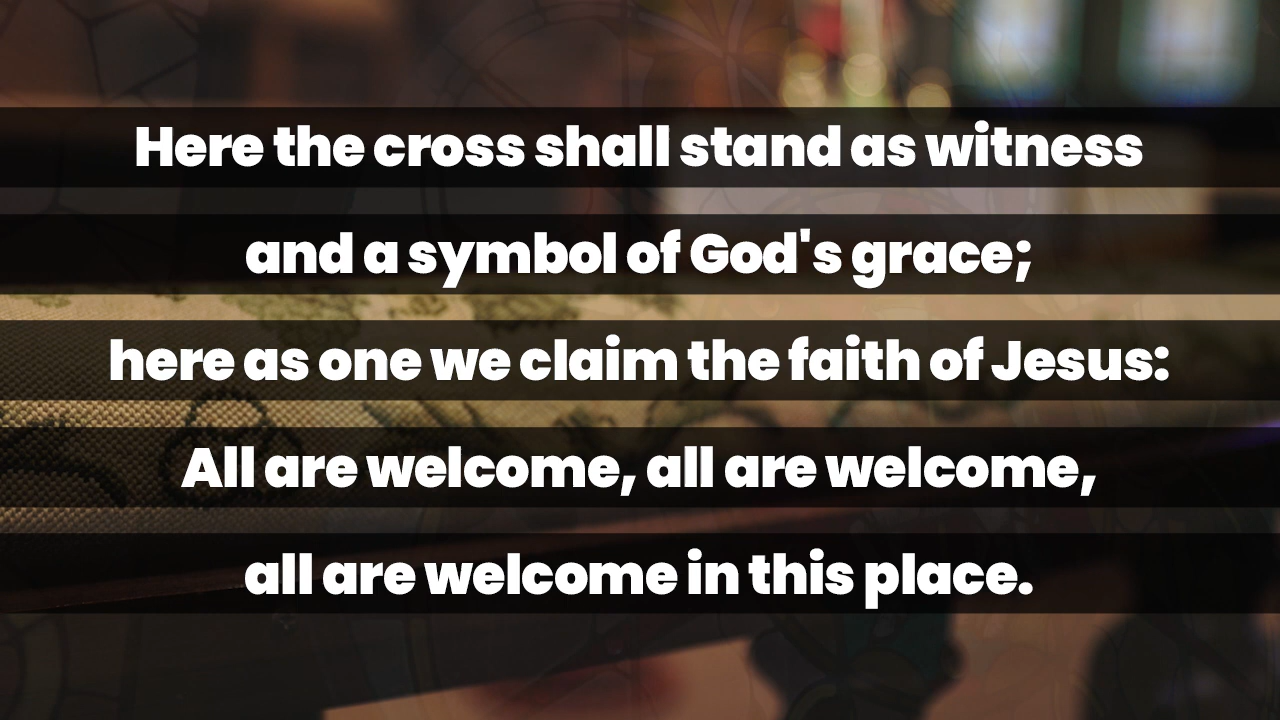 Here the cross shall stand as witness
and a symbol of God's grace;
here as one we claim the faith of Jesus:
All are welcome, all are welcome,
all are welcome in this place.